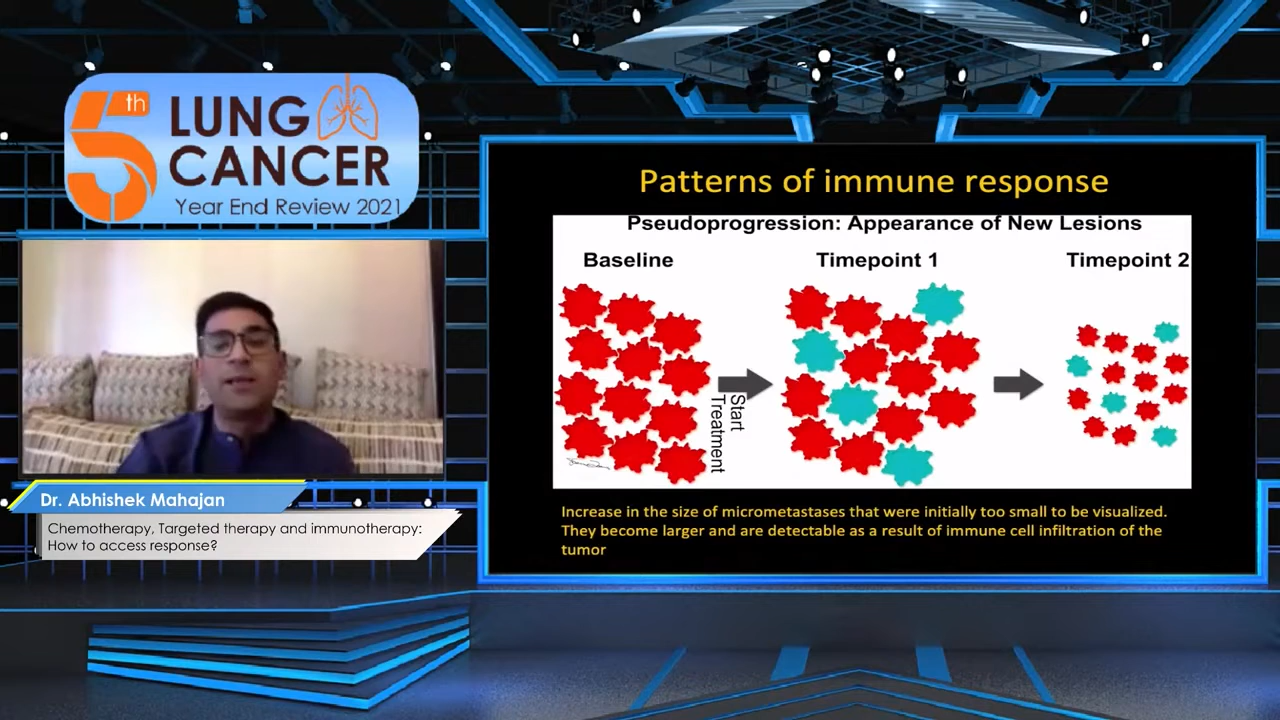 5th
LUNG
CANCER
Year End Review 2021
Patterns of immune response
Pseudoprogression: Appearance of New Lesions
Baseline
Timepoint 1
Timepoint 2
Start
Treatment
Increase in the size of micrometastases that were initially too small to be visualized.
They become larger and are detectable as a result of immune cell infiltration of the
tumor
Dr. Abhishek Mahajan
Chemotherapy, Targeted therapy and immunotherapy:
How to access response?